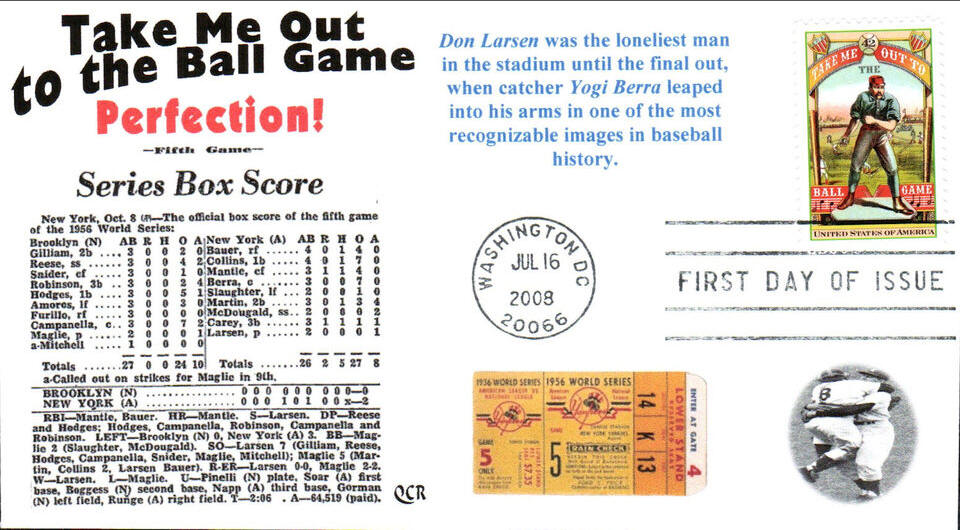 Take Me Out
to the Ball Game
Perfection!
—Fifth Game—
Series Box Score
New York, Oct. 8 (AP)—The official box score of the fifth game
of the 1956 World Series:
Brooklyn (N) AB R H O A New York (A) AB R H O A
Gilliam, 2b .... 3 0 0 2 0 Bauer, rf ..... 4 0 1 4 0
Reese, ss ..... 3 0 0 4 2 Collins, 1b ..... 4 0 1 7 0
Snider, cf .... 3 0 0 1 0 Mantle, cf .... 3 1 1 4 0
Robinson, 3b ... 3 0 0 2 4 Berra, c ....... 3 0 0 7 0
Hodges, 1b .... 3 0 0 5 1 Slaughter, lf .. 2 0 0 1 0
Amoros, lf .... 3 0 0 3 0 Martin, 2b .... 3 0 1 3 4
Furillo, rf .... 3 0 0 0 0 McDougald, ss.. 2 0 0 0 2
Campanella, c.. 3 0 0 7 2 Carey, 3b ..... 3 1 1 1 1
Maglie, p ..... 2 0 0 0 1 Larsen, p ..... 2 0 0 0 1
a-Mitchell .... 1 0 0 0 0
Totals ...... 27 0 0 24 10 Totals ...... 26 2 5 27 8
a-Called out on strikes for Maglie in 9th.
BROOKLYN (N) ............ 000 000 000—0
NEW YORK (A) ............ 000 101 00x—2
RBI—Mantle, Bauer. HR—Mantle. S—Larsen. DP—Reese
and Hodges; Hodges, Campanella, Robinson, Campanella and
Robinson. LEFT—Brooklyn (N) 0, New York (A) 3. BB—Mag-
lie 2 (Slaughter, McDougald). SO—Larsen 7 (Gilliam, Reese,
Hodges, Campanella, Snider, Maglie, Mitchell); Maglie 5 (Mar-
tin, Collins 2, Larsen Bauer). R-ER—Larsen 0-0, Maglie 2-2.
W—Larsen. L—Maglie. U—Pinelli (N) plate, Soar (A) first
base, Boggess (N) second base, Napp (A) third base, Gorman
(N) left field, Runge (A) right field. T—2:06 . A—64,519 (paid).
QCR
Don Larsen was the loneliest man
in the stadium until the final out,
when catcher Yogi Berra leaped
into his arms in one of the most
recognizable images in baseball
history.
42
TAKE ME OUT TO
THE
BALL GAME
UNITED STATES OF AMERICA
WASHINGTON DC
JUL 16
2008
20066
FIRST DAY OF ISSUE
1956 WORLD SERIES
AMERICAN LEAGUE VS
NATIONAL LEAGUE
GAME
5
ONLY
1956 WORLD SERIES
5
RAIN CHECK
14
K
13
LOWER STAND
ENTER AT GATE
4
8